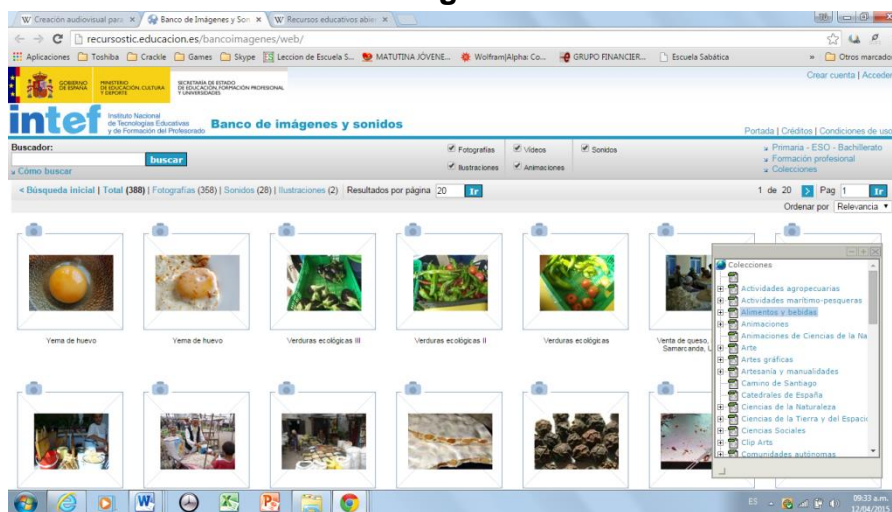 Creación audiovisual para
Banco de Imágenes y Son
Recursos educativos abier
recursostic.educacion.es/bancoimagenes/web/
Aplicaciones Toshiba Crackle Games Skype Leccion de Escuela S... MATUTINA JÓVENE... Wolfram|Alpha: Co... GRUPO FINANCIER... Escuela Sabática » Otros marcado
GOBIERNO DE ESPAÑA
MINISTERIO DE EDUCACIÓN, CULTURA Y DEPORTE
SECRETARÍA DE ESTADO DE EDUCACIÓN, FORMACIÓN PROFESIONAL Y UNIVERSIDADES
Crear cuenta | Acceder
intef
Instituto Nacional
de Tecnologías Educativas
y de Formación del Profesorado
Banco de imágenes y sonidos
Portada | Créditos | Condiciones de uso
Buscador:
buscar
Cómo buscar
Fotografías Vídeos Sonidos
Ilustraciones Animaciones
Primaria - ESO - Bachillerato
Formación profesional
Colecciones
< Búsqueda inicial | Total (388) | Fotografías (358) | Sonidos (28) | Ilustraciones (2) Resultados por página 20 Ir
1 de 20 Pag 1 Ir
Ordenar por Relevancia
Yema de huevo
Yema de huevo
Verduras ecológicas III
Verduras ecológicas II
Verduras ecológicas
Venta de queso,
Samarcanda, U
Colecciones
Actividades agropecuarias
Actividades marítimo-pesqueras
Alimentos y bebidas
Animaciones
Animaciones de Ciencias de la Na
Arte
Artes gráficas
Artesanía y manualidades
Camino de Santiago
Catedrales de España
Ciencias de la Naturaleza
Ciencias de la Tierra y del Espacio
Ciencias Sociales
Clip Arts
Comunidades autónomas
ES
09:33 a.m.
12/04/2015